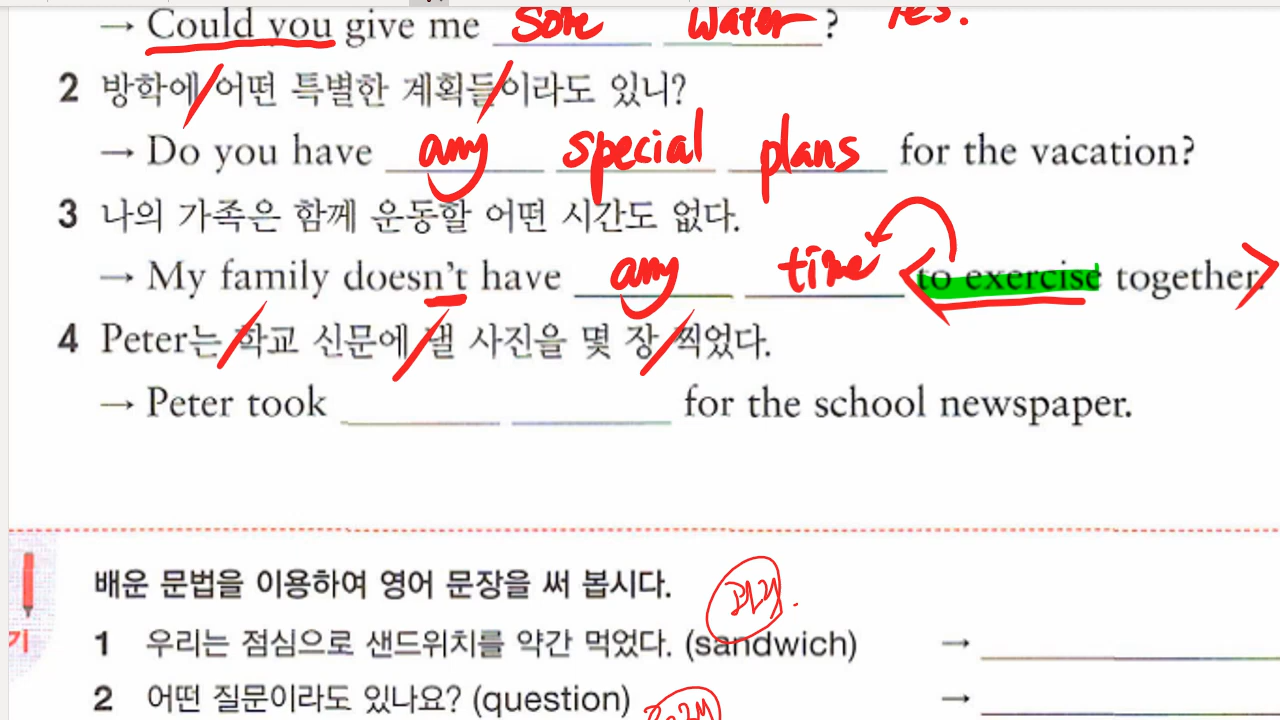 → Could you give me some water? Yes.
2 방학에/어떤 특별한 계획들/이라도 있니?
→ Do you have any special plans for the vacation?
3 나의 가족은 함께 운동할 어떤 시간도 없다.
→ My family doesn't have any time <to exercise together.>
4 Peter는/학교 신문에/낼 사진을 몇 장/찍었다.
→ Peter took ____ ____ for the school newspaper.
배운 문법을 이용하여 영어 문장을 써 봅시다.
기
1 우리는 점심으로 샌드위치를 약간 먹었다. (sandwich) →
2 어떤 질문이라도 있나요? (question) →